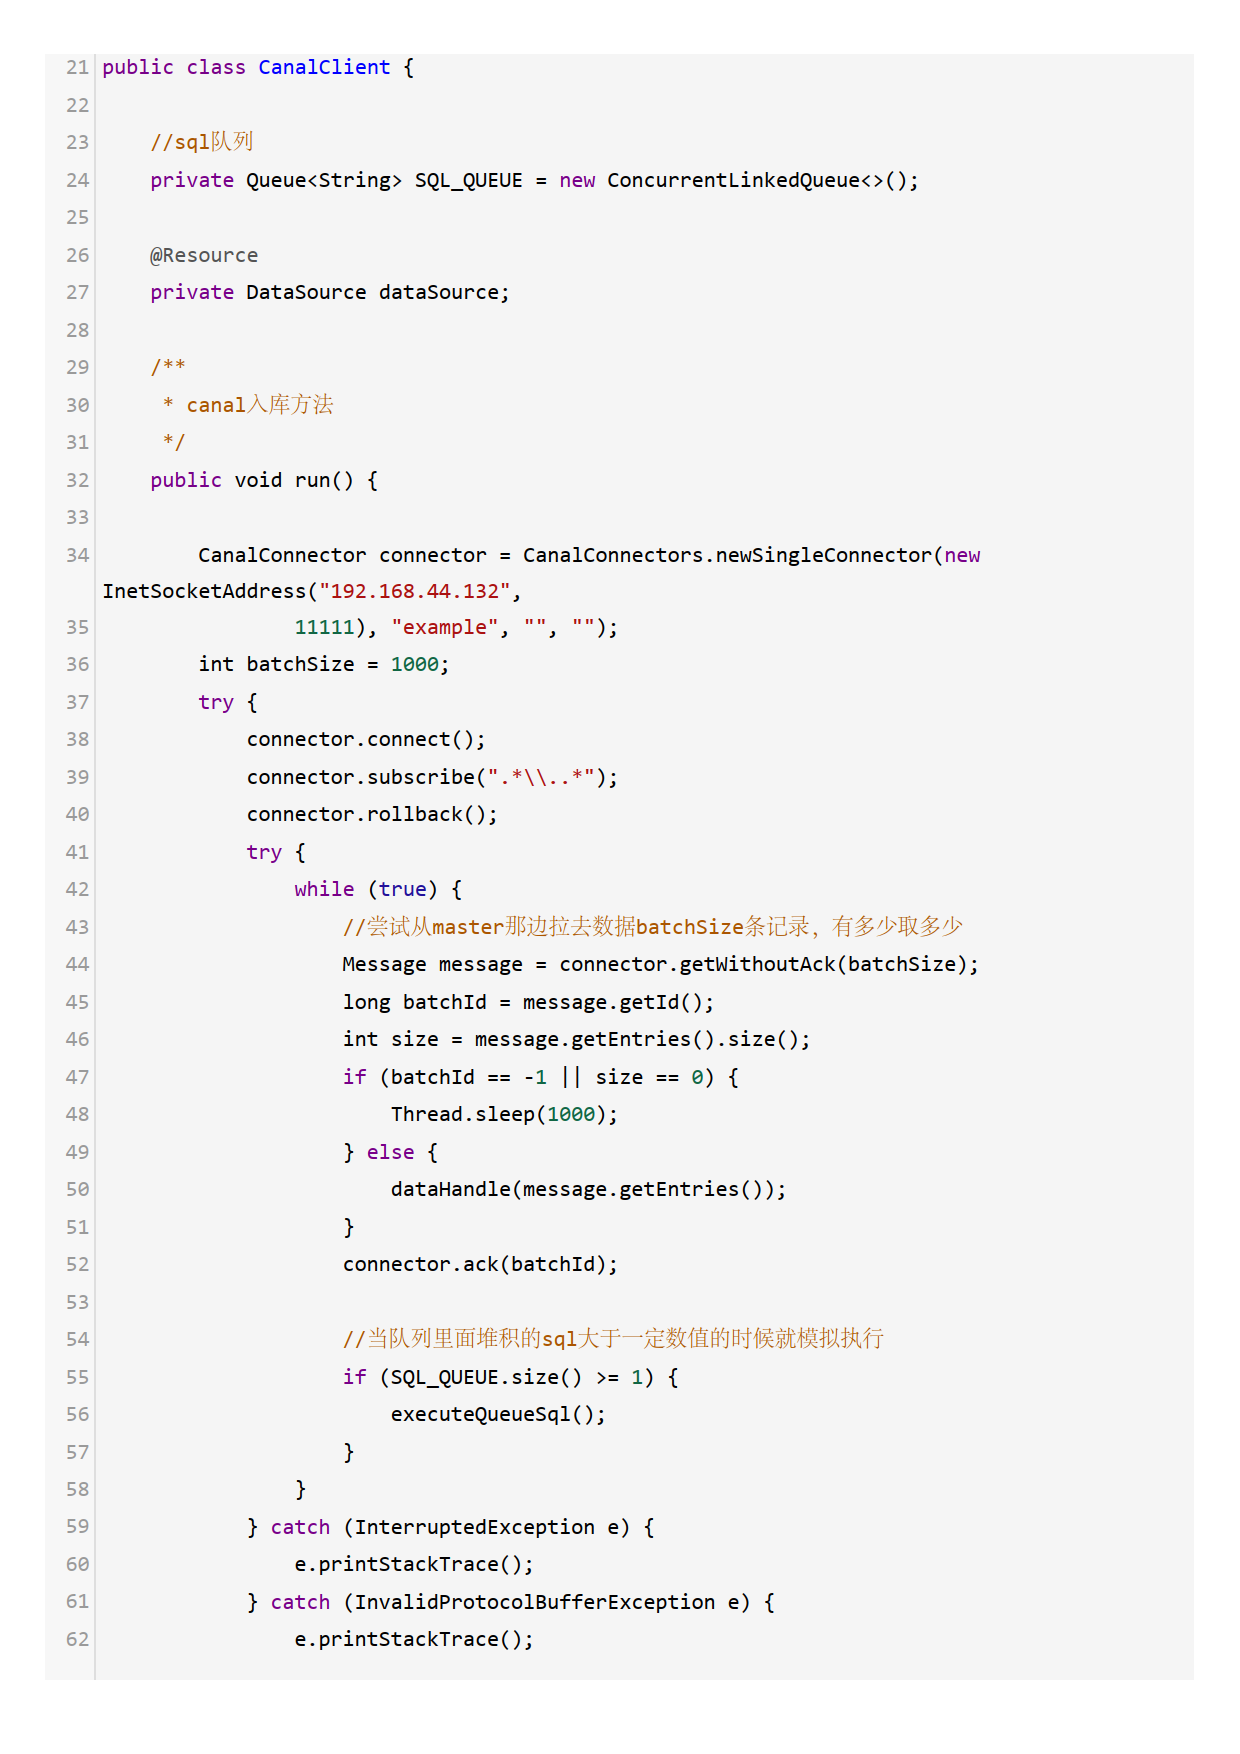 21 public class CanalClient {
22
23     //sql队列
24     private Queue<String> SQL_QUEUE = new ConcurrentLinkedQueue<>();
25
26     @Resource
27     private DataSource dataSource;
28
29     /**
30      * canal入库方法
31      */
32     public void run() {
33
34         CanalConnector connector = CanalConnectors.newSingleConnector(new
InetSocketAddress("192.168.44.132",
35                 11111), "example", "", "");
36         int batchSize = 1000;
37         try {
38             connector.connect();
39             connector.subscribe(".*\\..*");
40             connector.rollback();
41             try {
42                 while (true) {
43                     //尝试从master那边拉去数据batchSize条记录，有多少取多少
44                     Message message = connector.getWithoutAck(batchSize);
45                     long batchId = message.getId();
46                     int size = message.getEntries().size();
47                     if (batchId == -1 || size == 0) {
48                         Thread.sleep(1000);
49                     } else {
50                         dataHandle(message.getEntries());
51                     }
52                     connector.ack(batchId);
53
54                     //当队列里面堆积的sql大于一定数值的时候就模拟执行
55                     if (SQL_QUEUE.size() >= 1) {
56                         executeQueueSql();
57                     }
58                 }
59             } catch (InterruptedException e) {
60                 e.printStackTrace();
61             } catch (InvalidProtocolBufferException e) {
62                 e.printStackTrace();